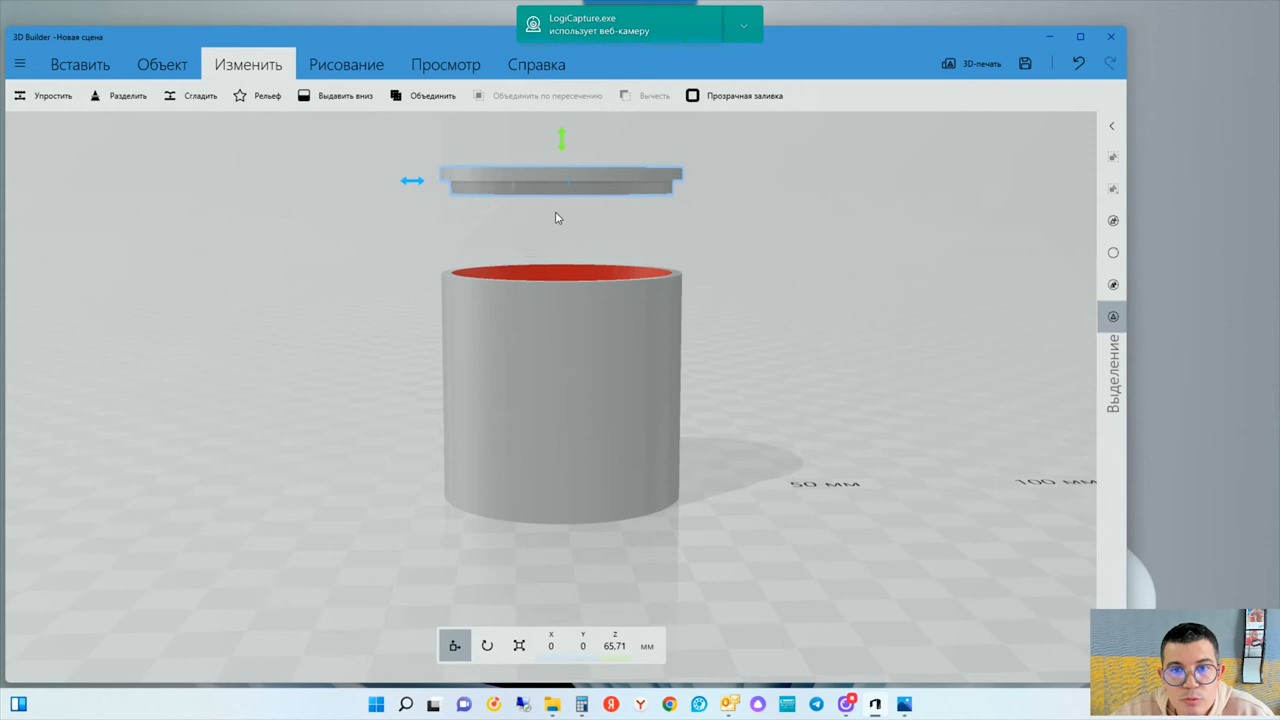 LogiCapture.exe
использует веб-камеру
3D Builder -Новая сцена
Вставить Объект Изменить Рисование Просмотр Справка 3D-печать
Упростить Разделить Сгладить Рельеф Выдавить вниз Объединить Объединить по пересечению Вычесть Прозрачная заливка
Выделение
50 мм 100 мм
X Y Z
0 0 65,71 мм